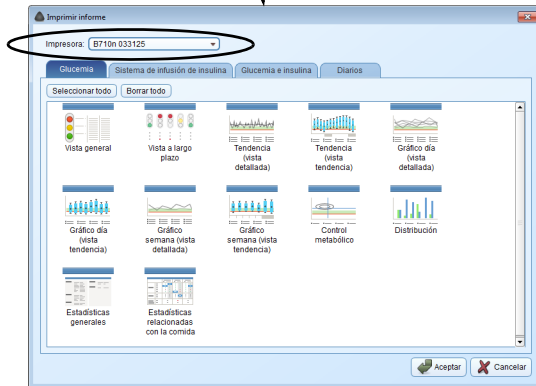 Imprimir informe
Impresora: B710n 033125
Glucemia Sistema de infusión de insulina Glucemia e insulina Diarios
Seleccionar todo Borrar todo
Vista general
Vista a largo
plazo
Tendencia
(vista
detallada)
Tendencia
(vista
tendencia)
Gráfico día
(vista
detallada)
Gráfico día
(vista
tendencia)
Gráfico
semana (vista
detallada)
Gráfico
semana (vista
tendencia)
Control
metabólico
Distribución
Estadísticas
generales
Estadísticas
relacionadas
con la comida
Aceptar Cancelar